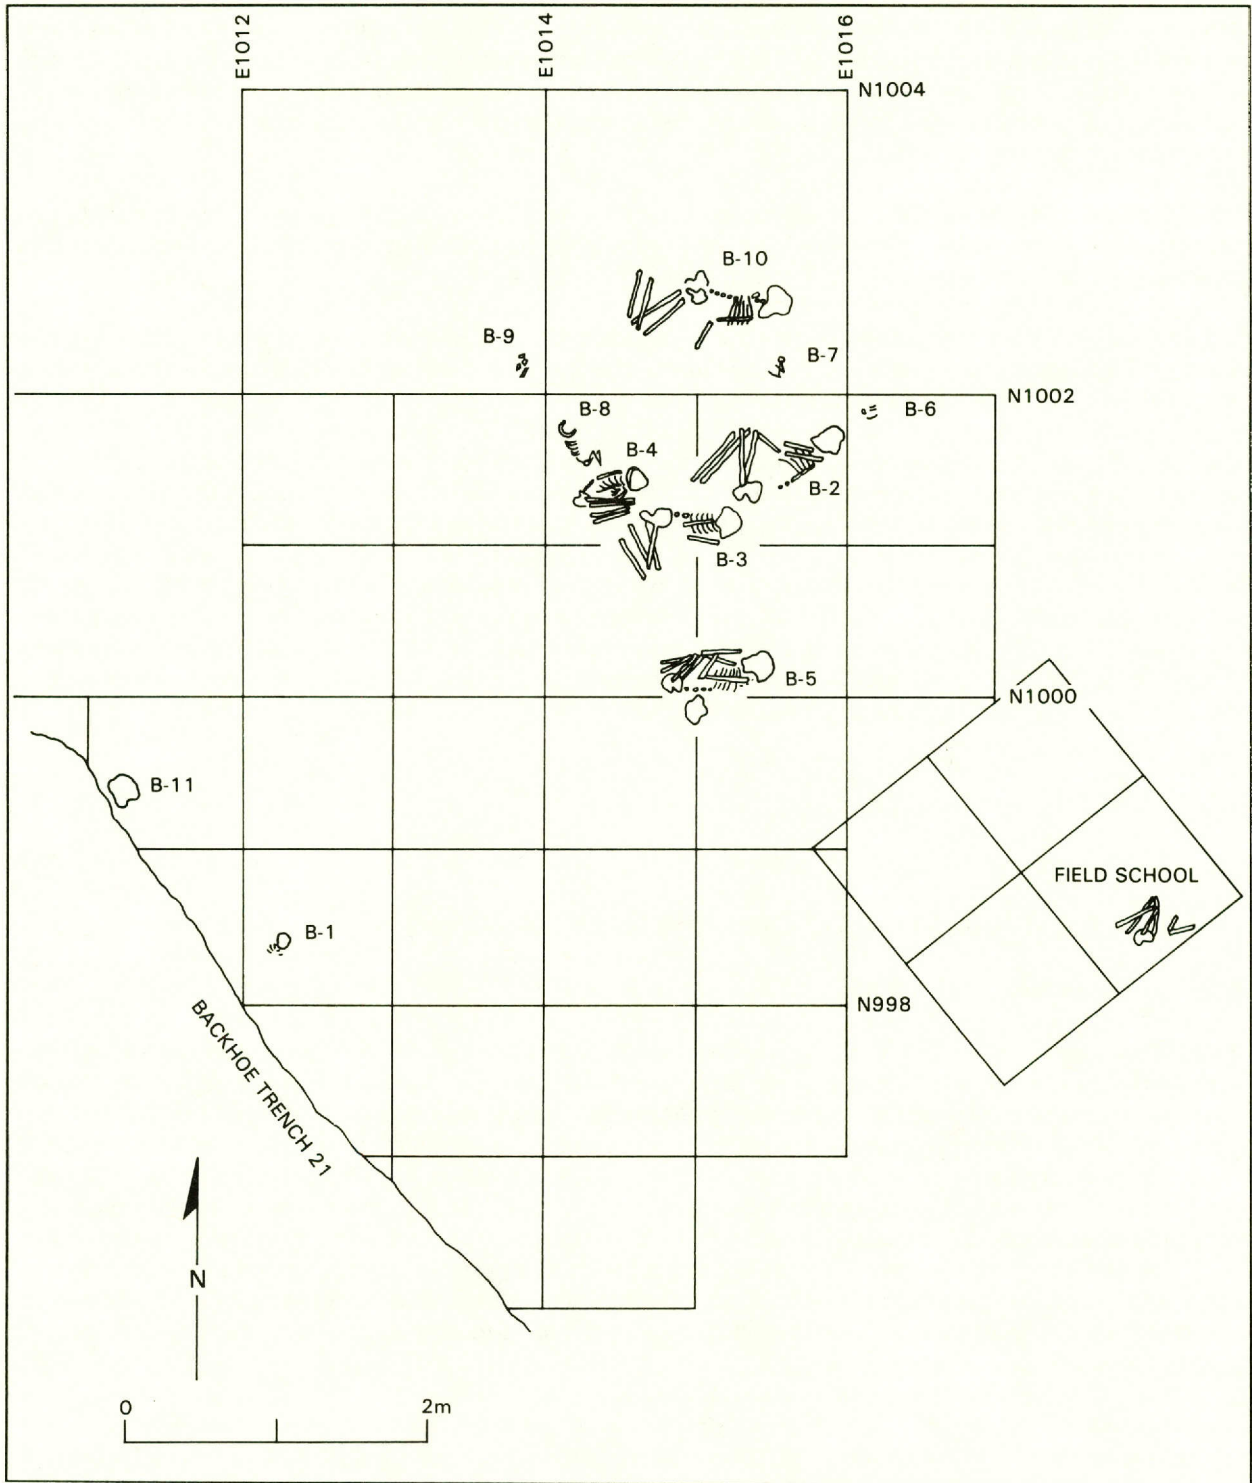 E1012
E1014
E1016
N1004
B-10
B-9
B-7
N1002
B-8
B-6
B-4
B-2
B-3
B-5
N1000
B-11
FIELD SCHOOL
B-1
N998
BACKHOE TRENCH 21
N
0 2m